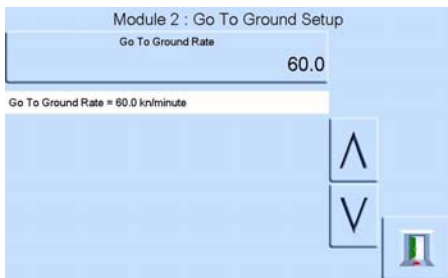 Module 2 : Go To Ground Setup
Go To Ground Rate
60.0
Go To Ground Rate = 60.0 kn/minute